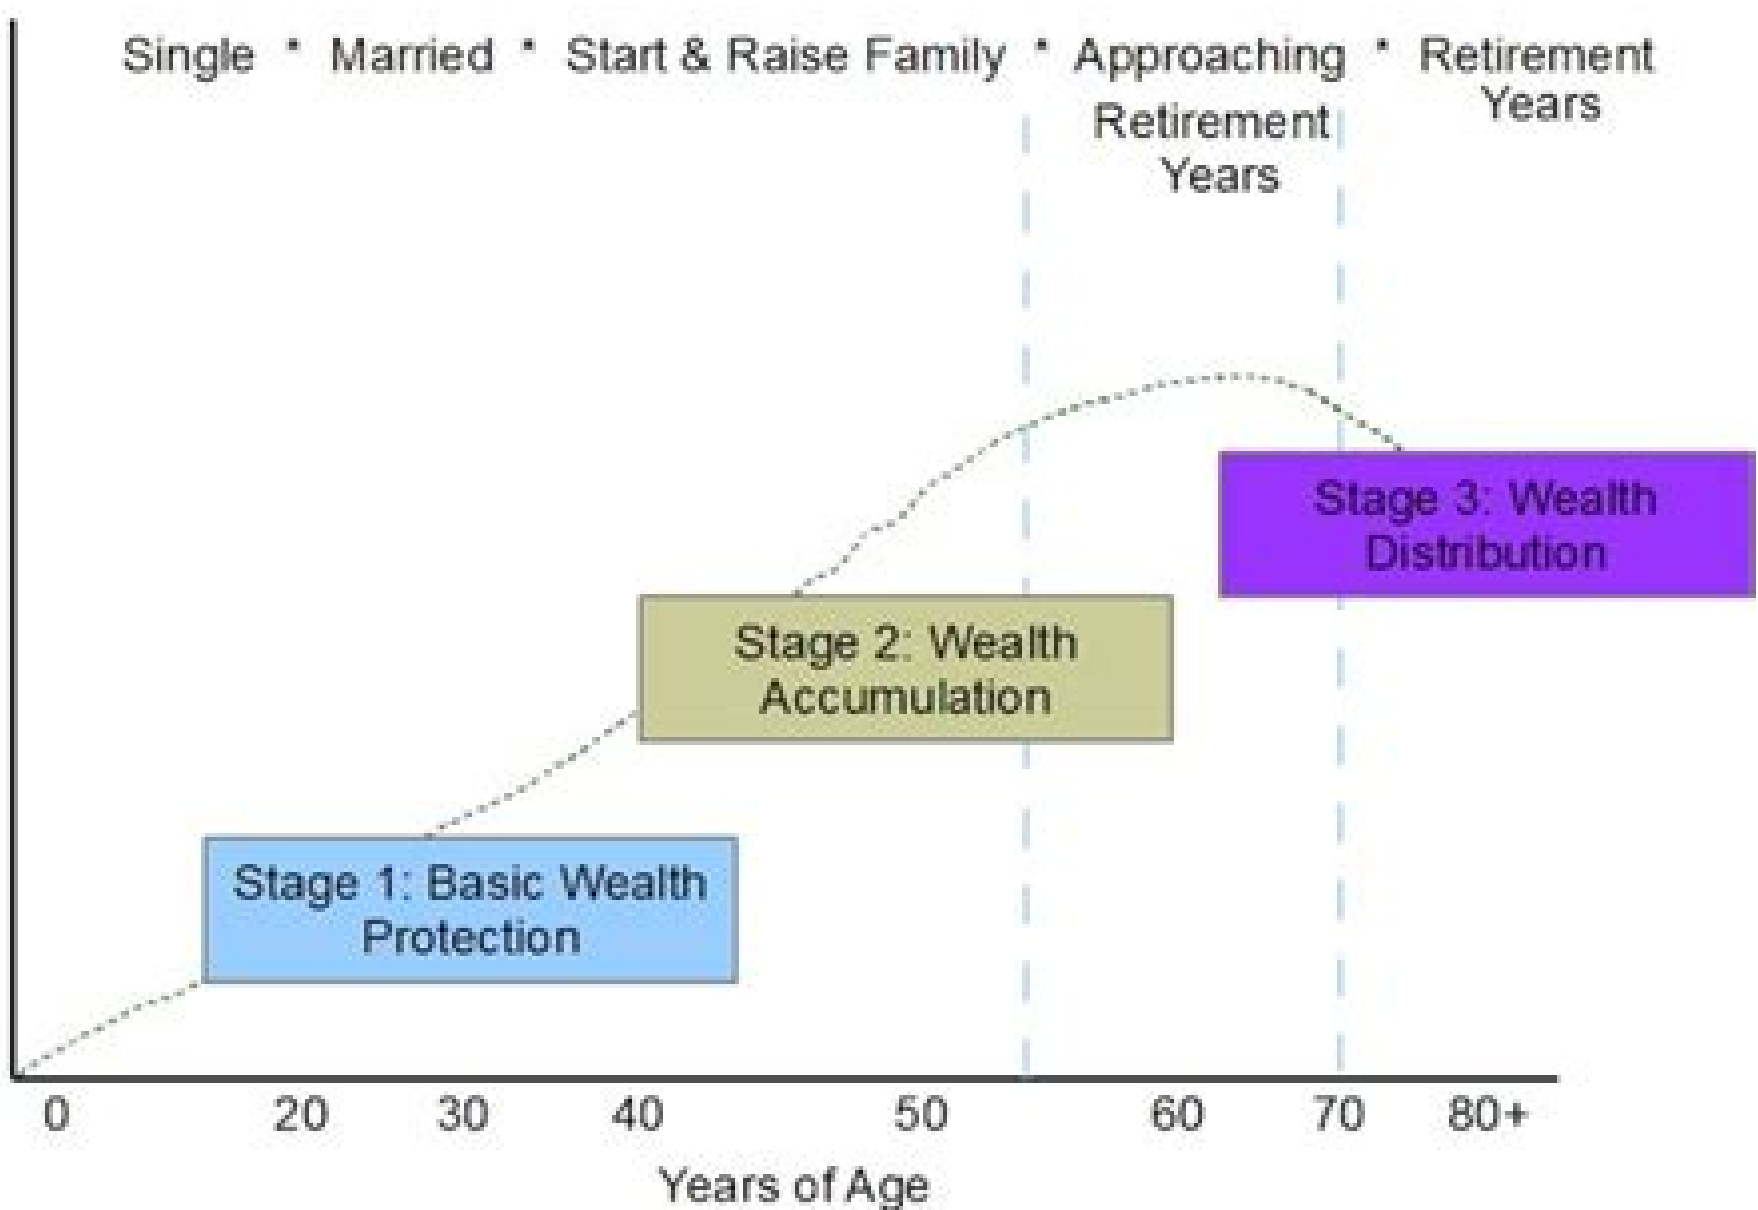 Single * Married * Start & Raise Family * Approaching * Retirement
Retirement Years
Years
Stage 3: Wealth
Distribution
Stage 2: Wealth
Accumulation
Stage 1: Basic Wealth
Protection
0 20 30 40 50 60 70 80+
Years of Age